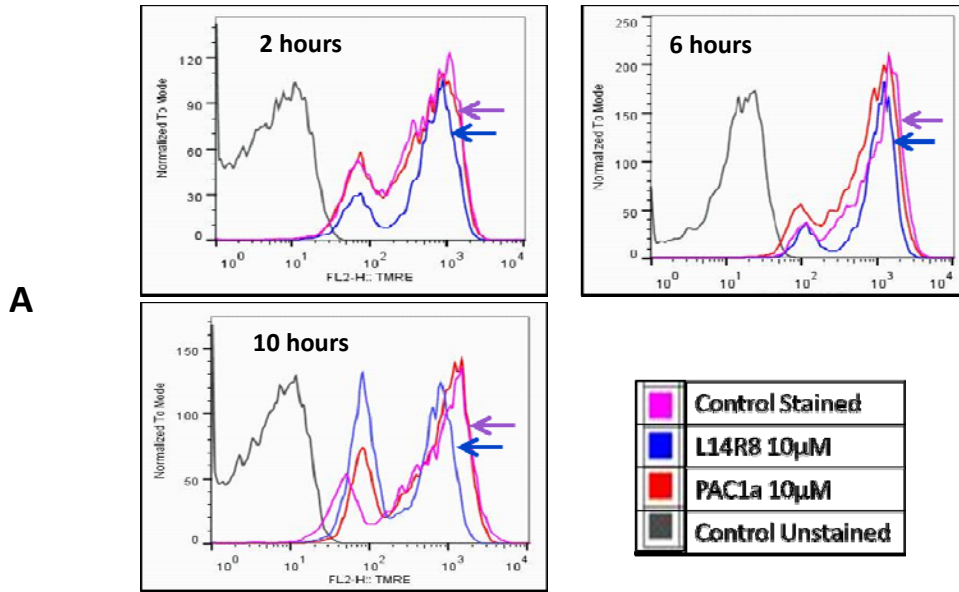 2 hours
Normalized To Mode
120
90
60
30
0
10^0 10^1 10^2 10^3 10^4
FL2-H:: TMRE
6 hours
Normalized To Mode
250
200
150
100
50
0
10^0 10^1 10^2 10^3 10^4
A
10 hours
Normalized To Mode
150
100
50
0
10^0 10^1 10^2 10^3 10^4
FL2-H:: TMRE
Control Stained
L14R8 10µM
PAC1a 10µM
Control Unstained